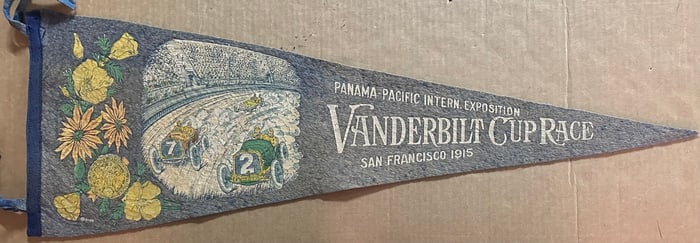 PANAMA-PACIFIC INTERN. EXPOSITION
VANDERBILT CUP RACE
SAN FRANCISCO 1915
7
2